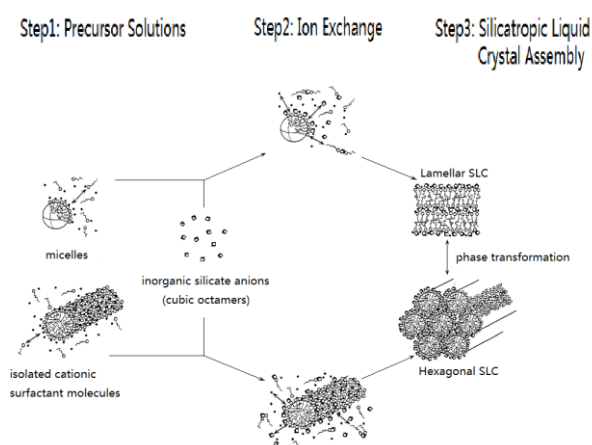 Step1: Precursor Solutions
Step2: Ion Exchange
Step3: Silicatropic Liquid
Crystal Assembly
Lamellar SLC
micelles
inorganic silicate anions
(cubic octamers)
phase transformation
isolated cationic
surfactant molecules
Hexagonal SLC